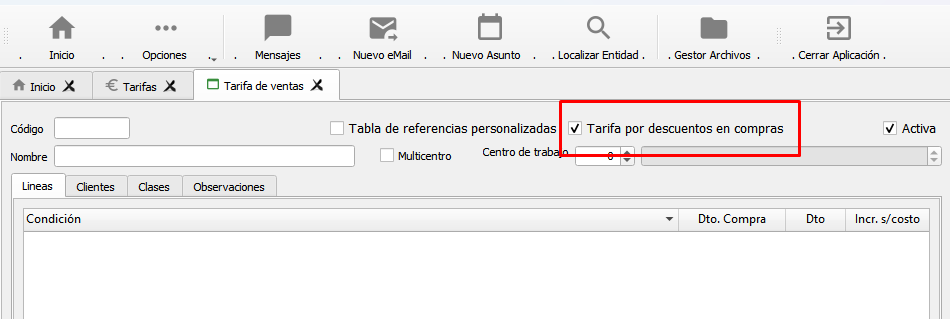 Inicio Opciones Mensajes Nuevo eMail Nuevo Asunto Localizar Entidad Gestor Archivos Cerrar Aplicación
Inicio Tarifas Tarifa de ventas
Código Tabla de referencias personalizadas Tarifa por descuentos en compras Activa
Nombre Multicentro Centro de trabajo 0
Lineas Clientes Clases Observaciones
Condición Dto. Compra Dto Incr. s/costo